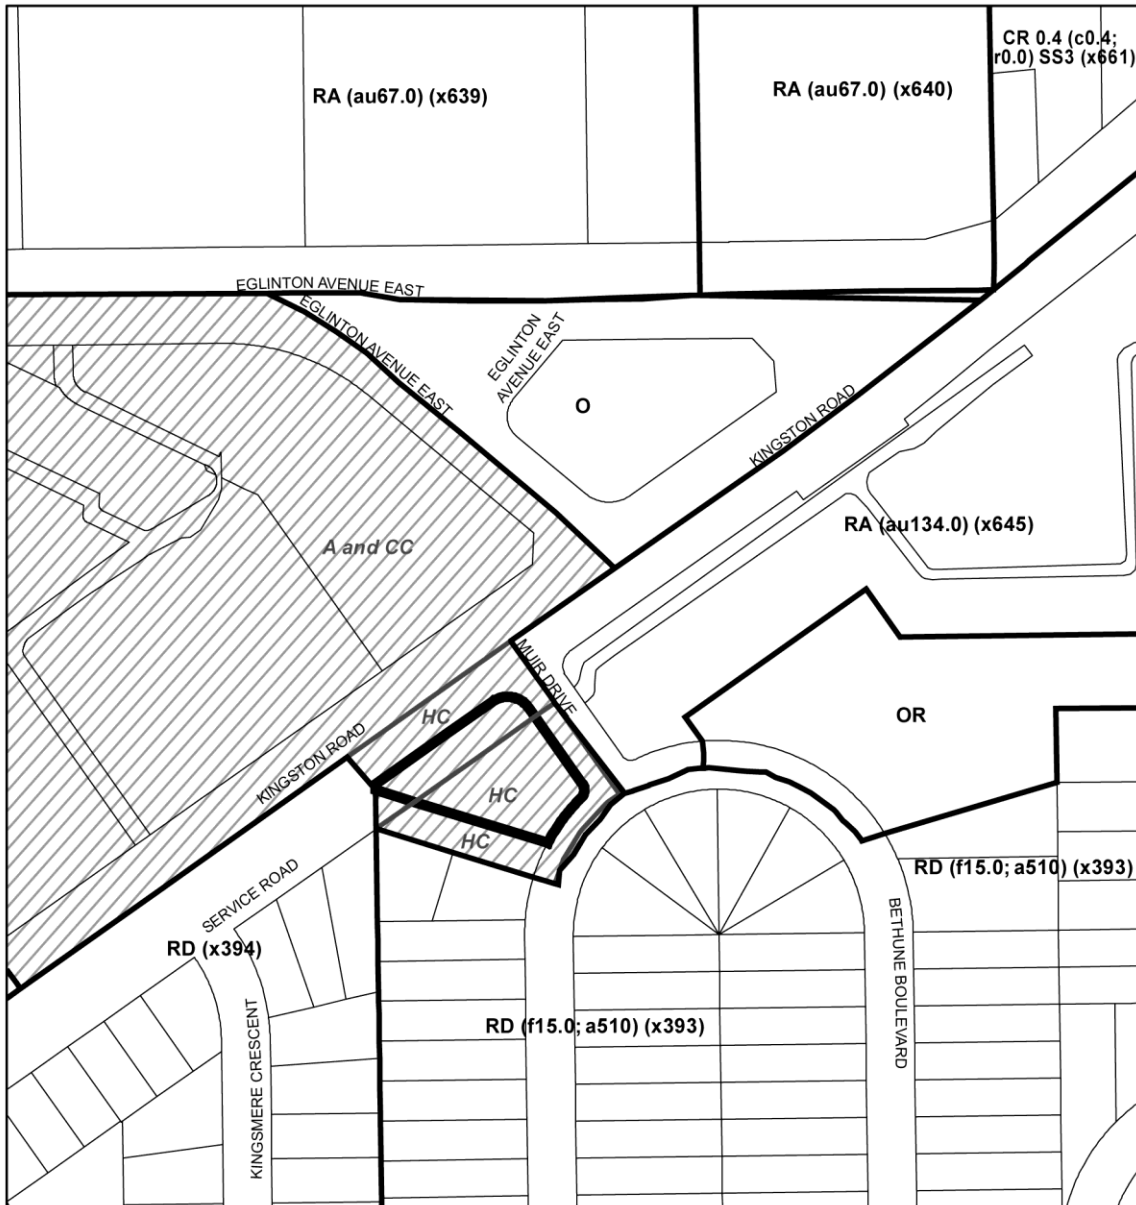 CR 0.4 (c0.4;
r0.0) SS3 (x661)
RA (au67.0) (x639)
RA (au67.0) (x640)
EGLINTON AVENUE EAST
EGLINTON AVENUE EAST
EGLINTON
AVENUE EAST
O
KINGSTON ROAD
RA (au134.0) (x645)
A and CC
MUIR DRIVE
HC
OR
KINGSTON ROAD
HC
HC
RD (f15.0; a510) (x393)
SERVICE ROAD
RD (x394)
BETHUNE BOULEVARD
RD (f15.0; a510) (x393)
KINGSMERE CRESCENT